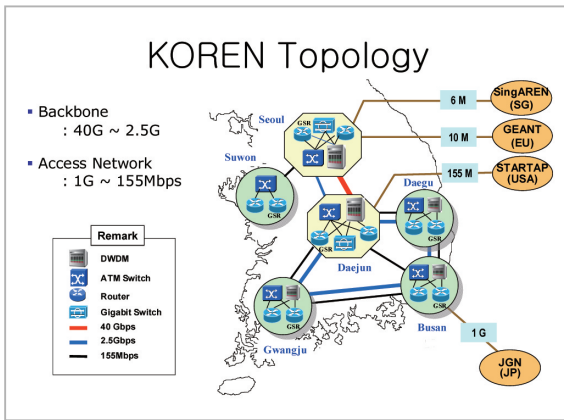 KOREN Topology
▪ Backbone
: 40G ~ 2.5G
▪ Access Network
: 1G ~ 155Mbps
Remark
DWDM
ATM Switch
Router
Gigabit Switch
40 Gbps
2.5Gbps
155Mbps
Seoul
GSR
Suwon
GSR
Daegu
GSR
GSR
Daejun
GSR
Gwangju
GSR
Busan
6 M
SingAREN
(SG)
10 M
GEANT
(EU)
155 M
STARTAP
(USA)
1 G
JGN
(JP)